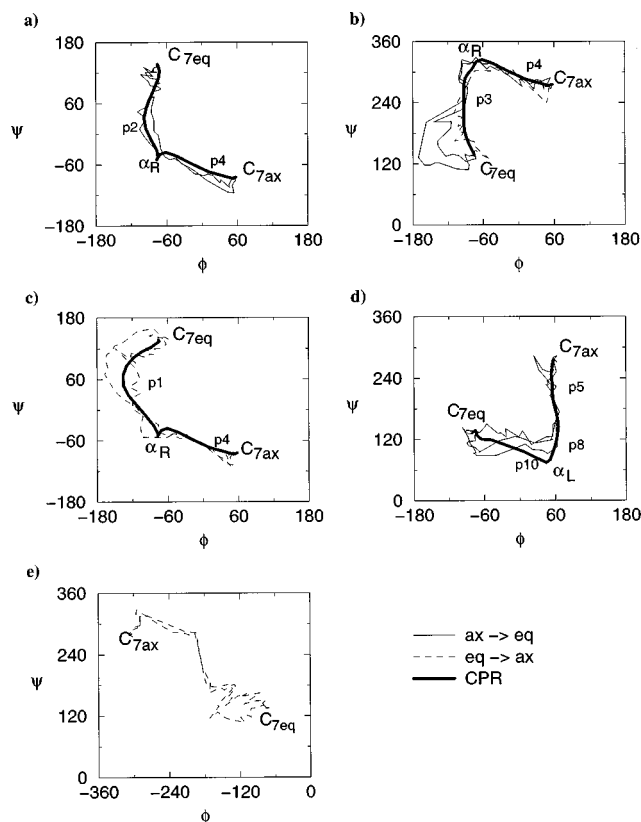 a)
180
60
−60
−180
−180 −60 60 180
ψ
ϕ
C7eq
p2
αR
p4
C7ax
b)
360
240
120
0
−180 −60 60 180
ψ
ϕ
αR
p4
C7ax
p3
C7eq
c)
180
60
−60
−180
−180 −60 60 180
ψ
ϕ
C7eq
p1
p4
αR
C7ax
d)
360
240
120
0
−180 −60 60 180
ψ
ϕ
C7ax
p5
C7eq
p8
p10
αL
e)
360
240
120
0
−360 −240 −120 0
ψ
ϕ
C7ax
C7eq
ax −> eq
eq −> ax
CPR